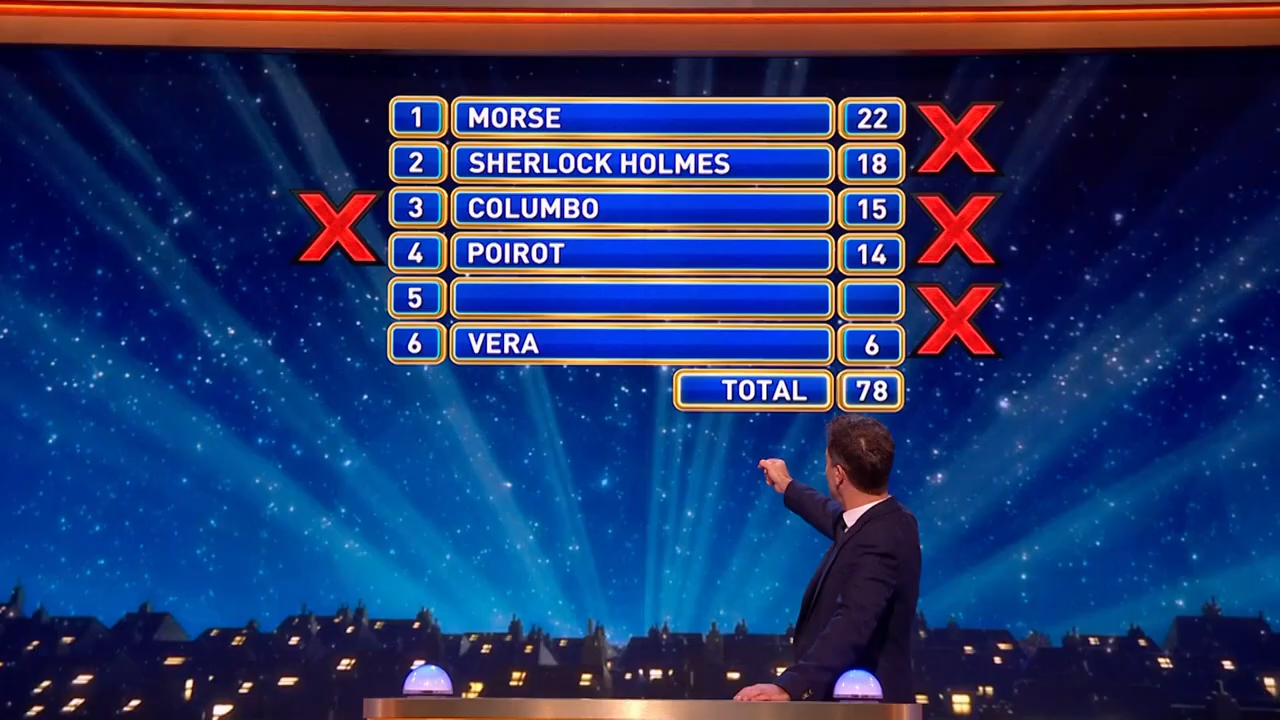 1 MORSE 22
2 SHERLOCK HOLMES 18
3 COLUMBO 15
4 POIROT 14
5
6 VERA 6
TOTAL 78